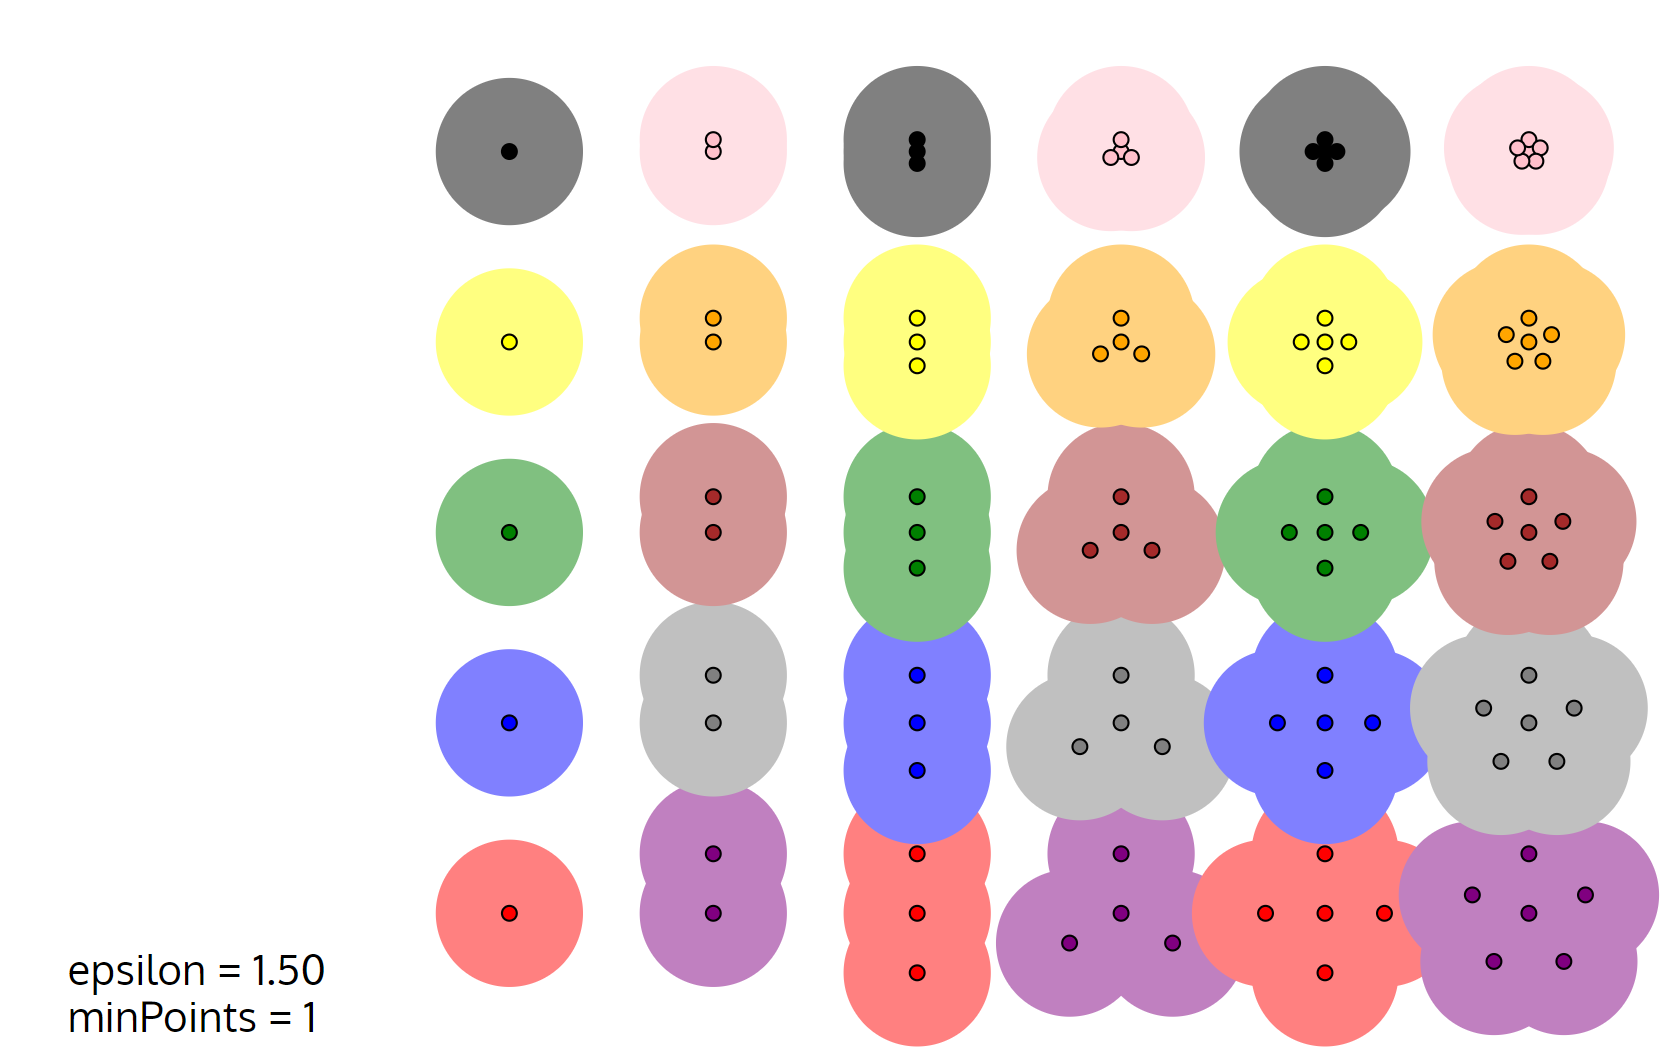 epsilon = 1.50
minPoints = 1